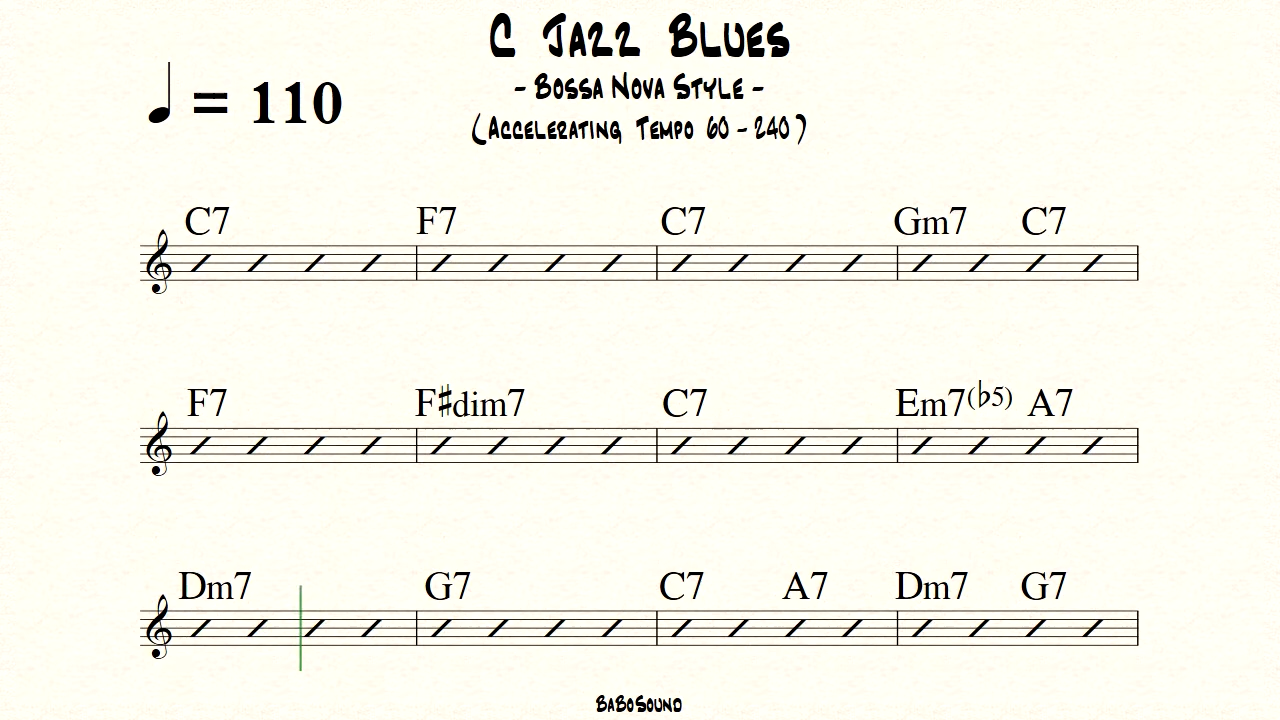 C Jazz Blues
- Bossa Nova Style -
♩ = 110
(Accelerating Tempo 60 - 240)
C7 F7 C7 Gm7 C7
F7 F♯dim7 C7 Em7(♭5) A7
Dm7 G7 C7 A7 Dm7 G7
BaBoSound